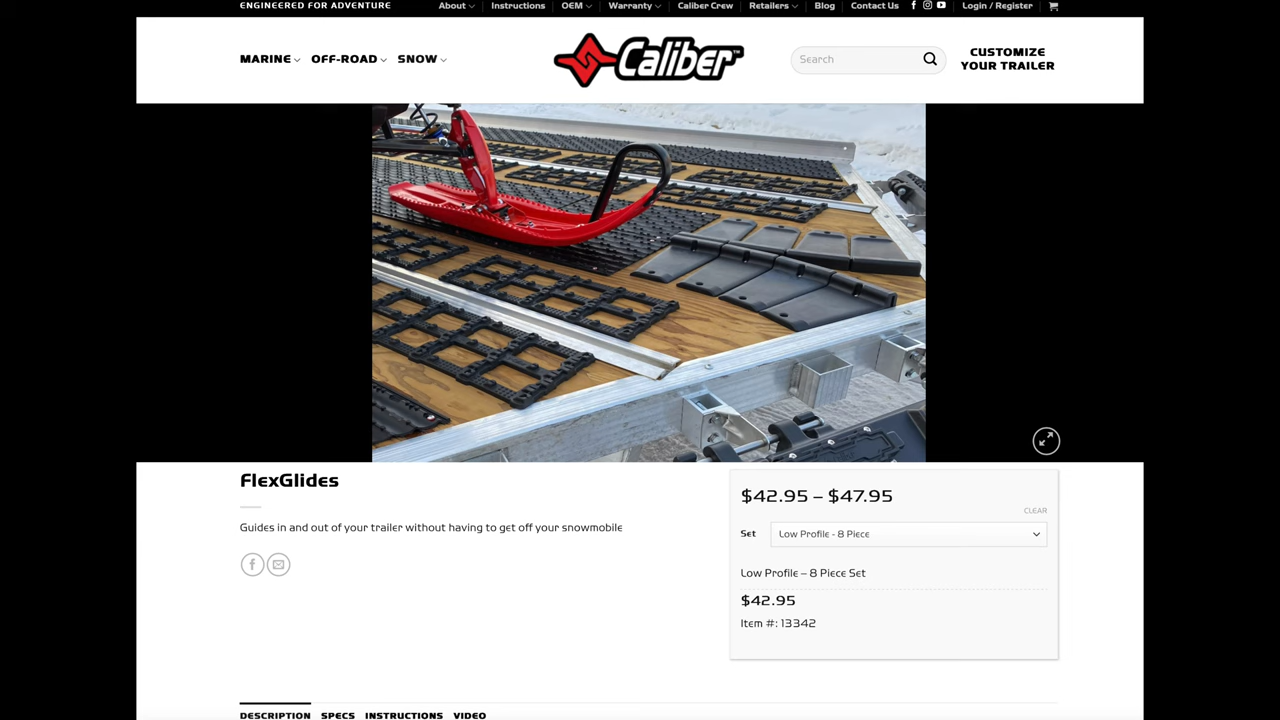 ENGINEERED FOR ADVENTURE
About
Instructions
OEM
Warranty
Caliber Crew
Retailers
Blog
Contact Us
Login / Register
MARINE
OFF-ROAD
SNOW
Caliber™
Search
CUSTOMIZE
YOUR TRAILER
FlexGlides
Guides in and out of your trailer without having to get off your snowmobile
$42.95 – $47.95
CLEAR
Set
Low Profile - 8 Piece
Low Profile – 8 Piece Set
$42.95
Item #: 13342
DESCRIPTION
SPECS
INSTRUCTIONS
VIDEO